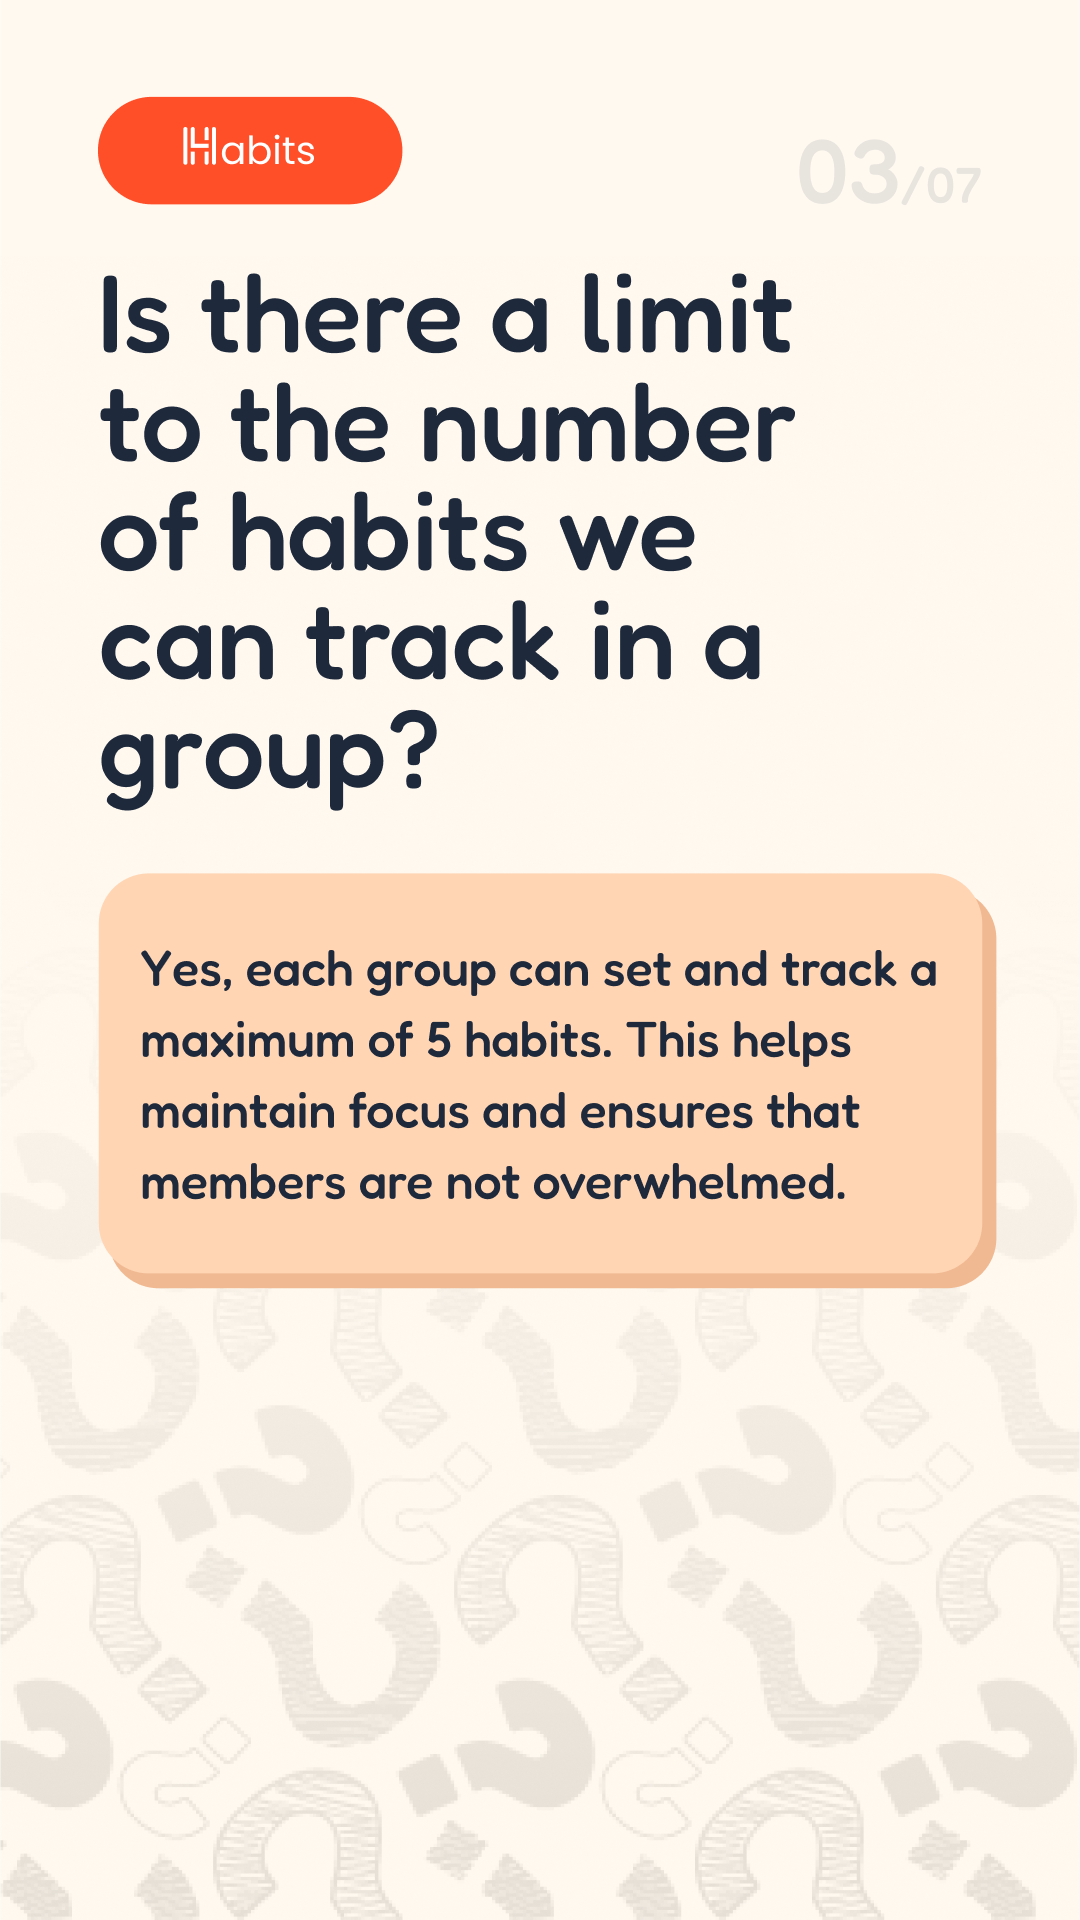 Habits
03/07
Is there a limit
to the number
of habits we
can track in a
group?
Yes, each group can set and track a
maximum of 5 habits. This helps
maintain focus and ensures that
members are not overwhelmed.